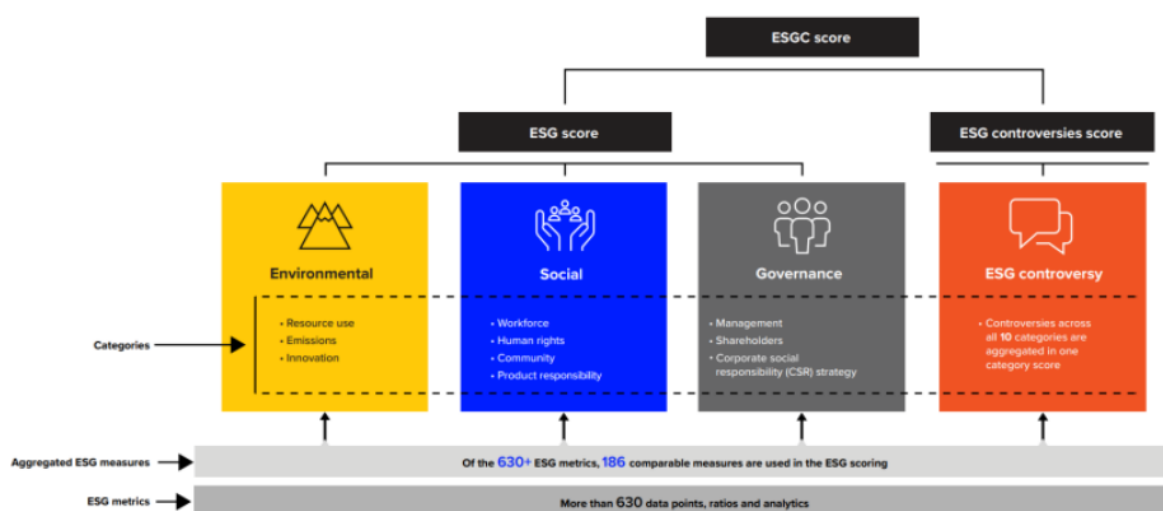 ESGC score
ESG score
ESG controversies score
Environmental
Social
Governance
ESG controversy
Categories
• Resource use
• Emissions
• Innovation
• Workforce
• Human rights
• Community
• Product responsibility
• Management
• Shareholders
• Corporate social
responsibility (CSR) strategy
• Controversies across
all 10 categories are
aggregated in one
category score
Aggregated ESG measures
Of the 630+ ESG metrics, 186 comparable measures are used in the ESG scoring
ESG metrics
More than 630 data points, ratios and analytics